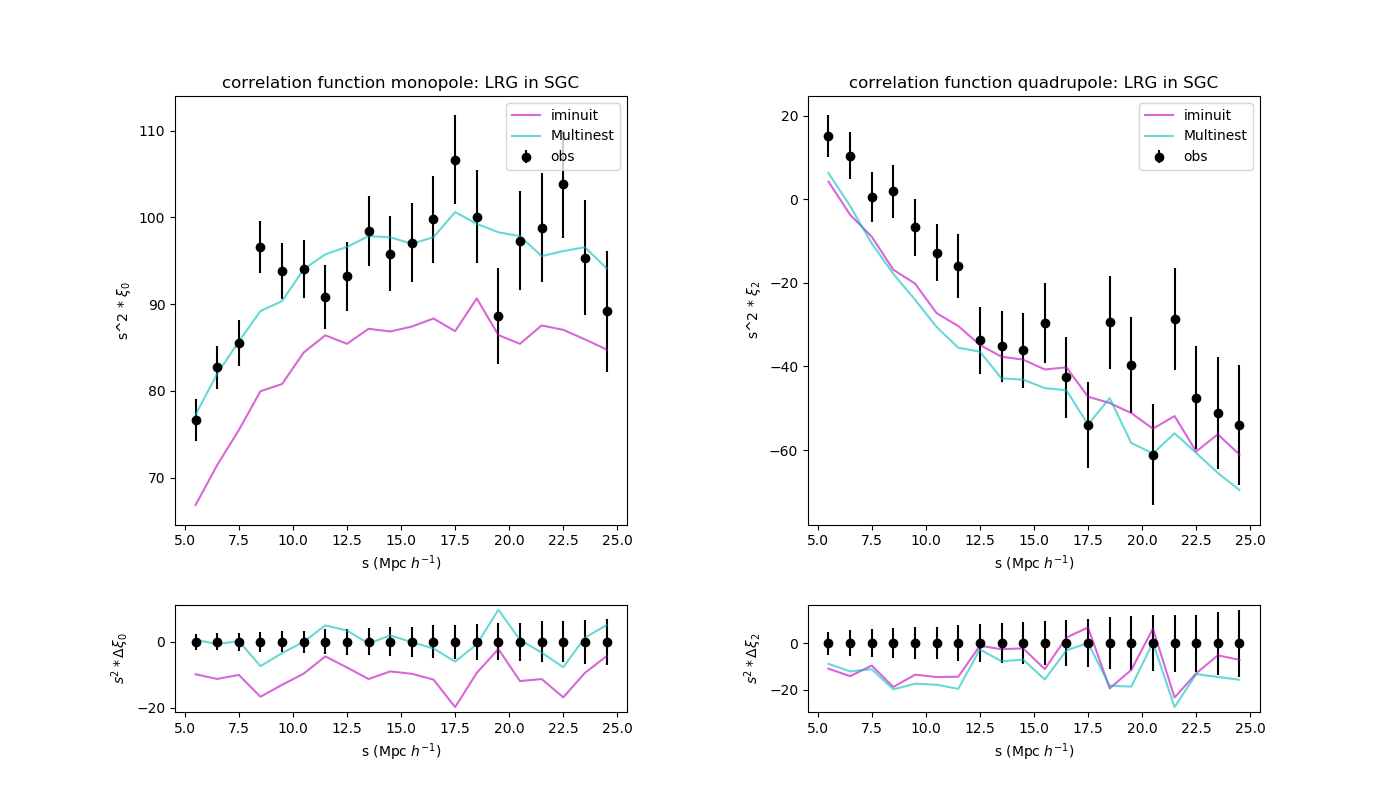 correlation function monopole: LRG in SGC
iminuit
Multinest
obs
110
100
90
80
70
s^2 * ξ0
5.0 7.5 10.0 12.5 15.0 17.5 20.0 22.5 25.0
s (Mpc h−1)
correlation function quadrupole: LRG in SGC
iminuit
Multinest
obs
20
0
−20
−40
−60
s^2 * ξ2
5.0 7.5 10.0 12.5 15.0 17.5 20.0 22.5 25.0
s (Mpc h−1)
0
−20
s2 * Δξ0
5.0 7.5 10.0 12.5 15.0 17.5 20.0 22.5 25.0
s (Mpc h−1)
0
−20
s2 * Δξ2
5.0 7.5 10.0 12.5 15.0 17.5 20.0 22.5 25.0
s (Mpc h−1)